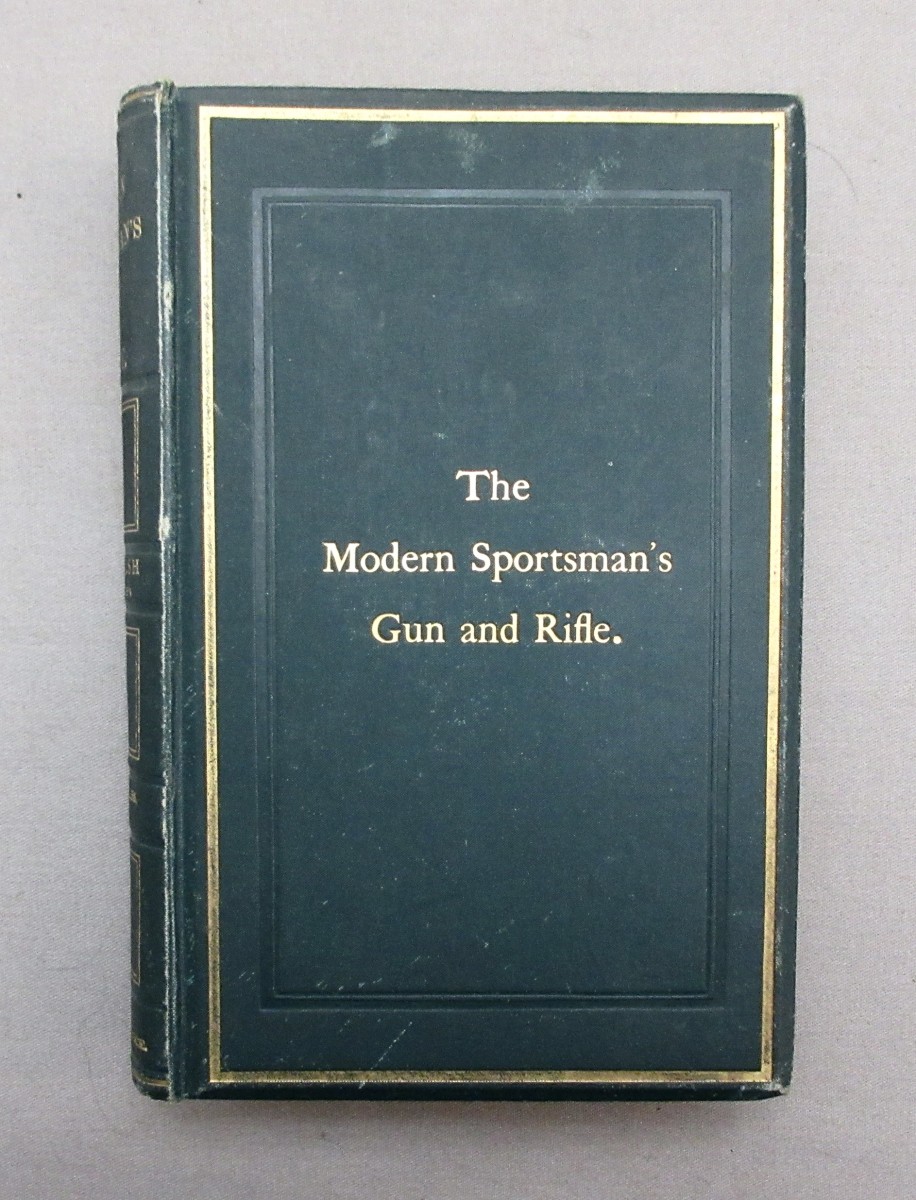 The
Modern Sportsman's
Gun and Rifle.